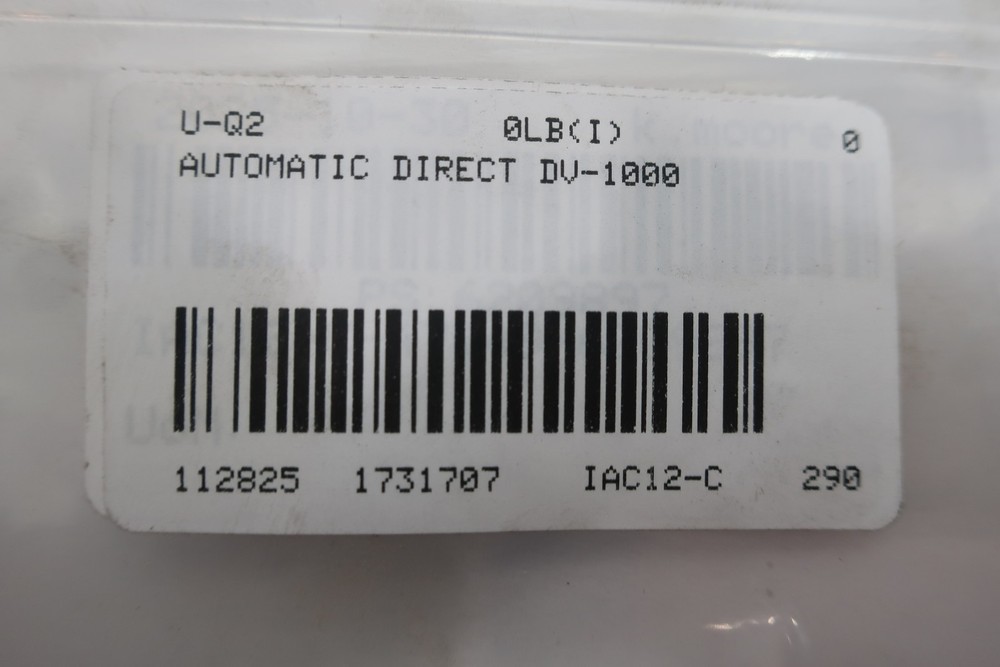 U-Q2 0LB(I) 0
AUTOMATIC DIRECT DV-1000
112825 1731707 IAC12-C 290